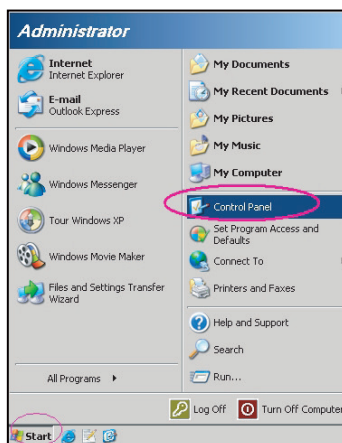 Administrator
Internet
Internet Explorer
E-mail
Outlook Express
Windows Media Player
Windows Messenger
Tour Windows XP
Windows Movie Maker
Files and Settings Transfer
Wizard
All Programs
My Documents
My Recent Documents
My Pictures
My Music
My Computer
Control Panel
Set Program Access and
Defaults
Connect To
Printers and Faxes
Help and Support
Search
Run...
Log Off
Turn Off Computer
Start